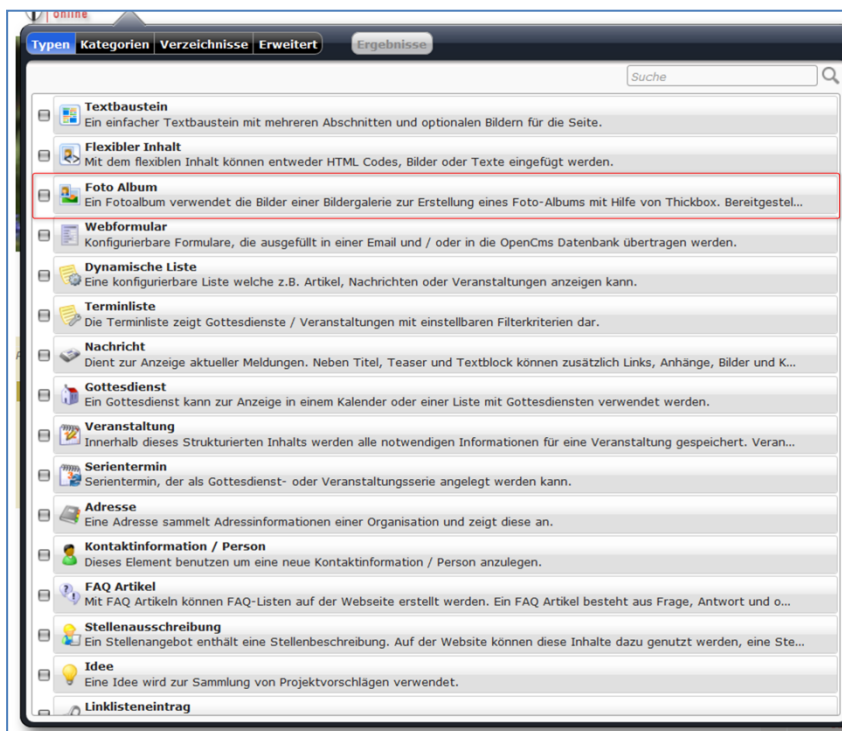 online
Typen Kategorien Verzeichnisse Erweitert Ergebnisse
Suche
Textbaustein
Ein einfacher Textbaustein mit mehreren Abschnitten und optionalen Bildern für die Seite.
Flexibler Inhalt
Mit dem flexiblen Inhalt können entweder HTML Codes, Bilder oder Texte eingefügt werden.
Foto Album
Ein Fotoalbum verwendet die Bilder einer Bildergalerie zur Erstellung eines Foto-Albums mit Hilfe von Thickbox. Bereitgestel...
Webformular
Konfigurierbare Formulare, die ausgefüllt in einer Email und / oder in die OpenCms Datenbank übertragen werden.
Dynamische Liste
Eine konfigurierbare Liste welche z.B. Artikel, Nachrichten oder Veranstaltungen anzeigen kann.
Terminliste
Die Terminliste zeigt Gottesdienste / Veranstaltungen mit einstellbaren Filterkriterien dar.
Nachricht
Dient zur Anzeige aktueller Meldungen. Neben Titel, Teaser und Textblock können zusätzlich Links, Anhänge, Bilder und K...
Gottesdienst
Ein Gottesdienst kann zur Anzeige in einem Kalender oder einer Liste mit Gottesdiensten verwendet werden.
Veranstaltung
Innerhalb dieses Strukturierten Inhalts werden alle notwendigen Informationen für eine Veranstaltung gespeichert. Veran...
Serientermin
Serientermin, der als Gottesdienst- oder Veranstaltungsserie angelegt werden kann.
Adresse
Eine Adresse sammelt Adressinformationen einer Organisation und zeigt diese an.
Kontaktinformation / Person
Dieses Element benutzen um eine neue Kontaktinformation / Person anzulegen.
FAQ Artikel
Mit FAQ Artikeln können FAQ-Listen auf der Webseite erstellt werden. Ein FAQ Artikel besteht aus Frage, Antwort und o...
Stellenausschreibung
Ein Stellenangebot enthält eine Stellenbeschreibung. Auf der Website können diese Inhalte dazu genutzt werden, eine Ste...
Idee
Eine Idee wird zur Sammlung von Projektvorschlägen verwendet.
Linklisteneintrag